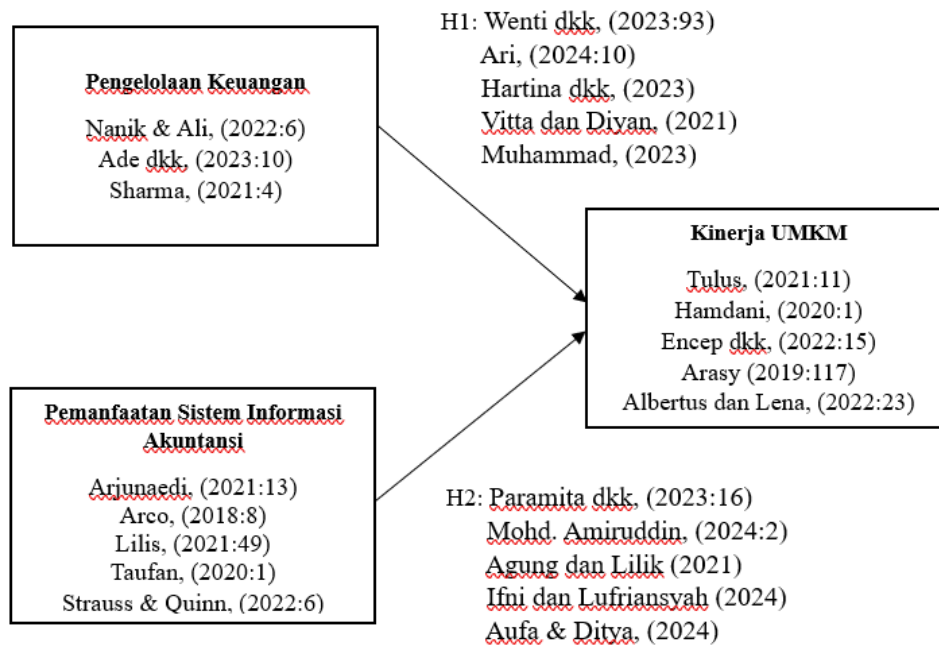 Pengelolaan Keuangan
Nanik & Ali, (2022:6)
Ade dkk, (2023:10)
Sharma, (2021:4)
H1: Wenti dkk, (2023:93)
Ari, (2024:10)
Hartina dkk, (2023)
Vitta dan Diyan, (2021)
Muhammad, (2023)
Kinerja UMKM
Tulus, (2021:11)
Hamdani, (2020:1)
Encep dkk, (2022:15)
Arasy (2019:117)
Albertus dan Lena, (2022:23)
Pemanfaatan Sistem Informasi
Akuntansi
Arjunaedi, (2021:13)
Arco, (2018:8)
Lilis, (2021:49)
Taufan, (2020:1)
Strauss & Quinn, (2022:6)
H2: Paramita dkk, (2023:16)
Mohd. Amiruddin, (2024:2)
Agung dan Lilik (2021)
Ifni dan Lufriansyah (2024)
Aufa & Ditya, (2024)